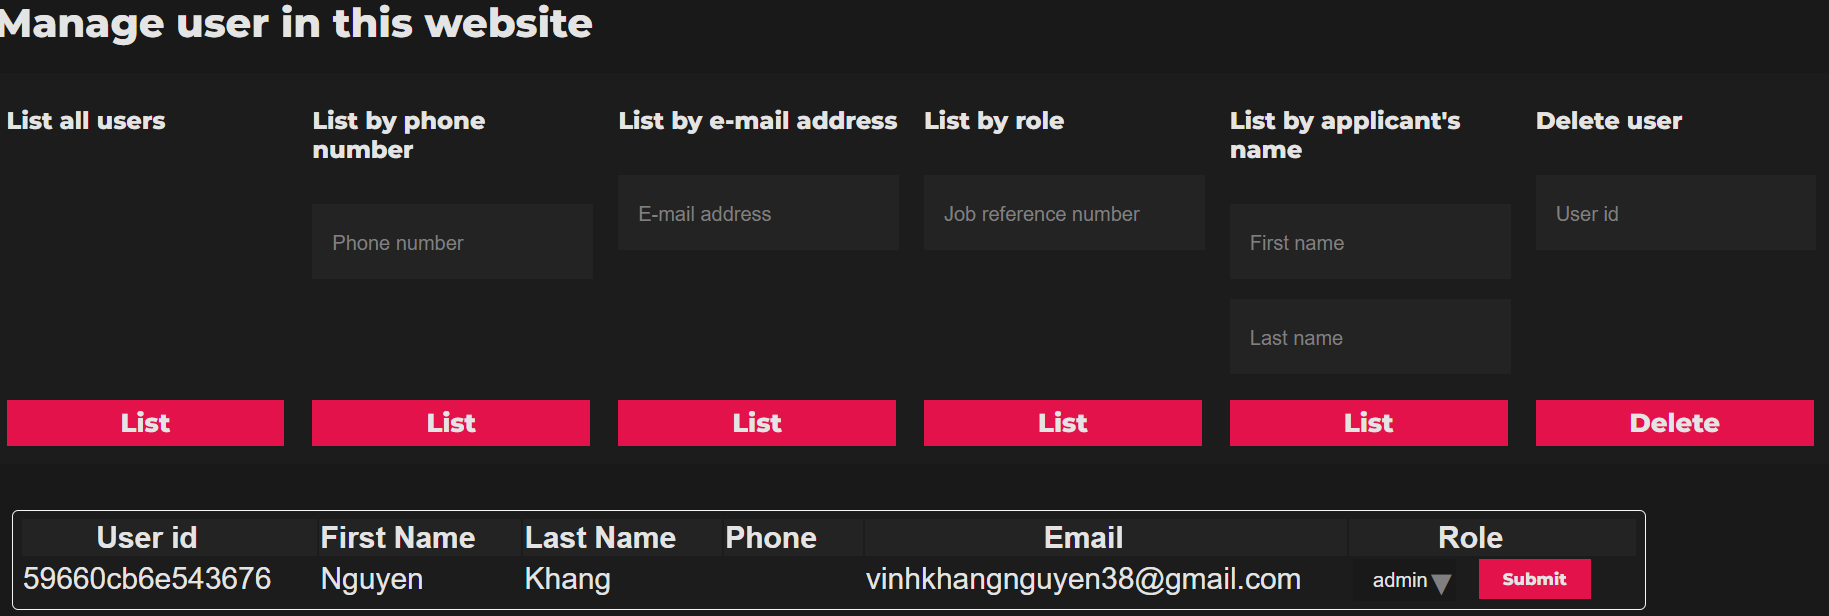 Manage user in this website
List all users
List by phone
number
Phone number
List by e-mail address
E-mail address
List by role
Job reference number
List by applicant's
name
First name
Last name
Delete user
User id
List List List List List Delete
User id First Name Last Name Phone Email Role
59660cb6e543676 Nguyen Khang vinhkhangnguyen38@gmail.com admin Submit